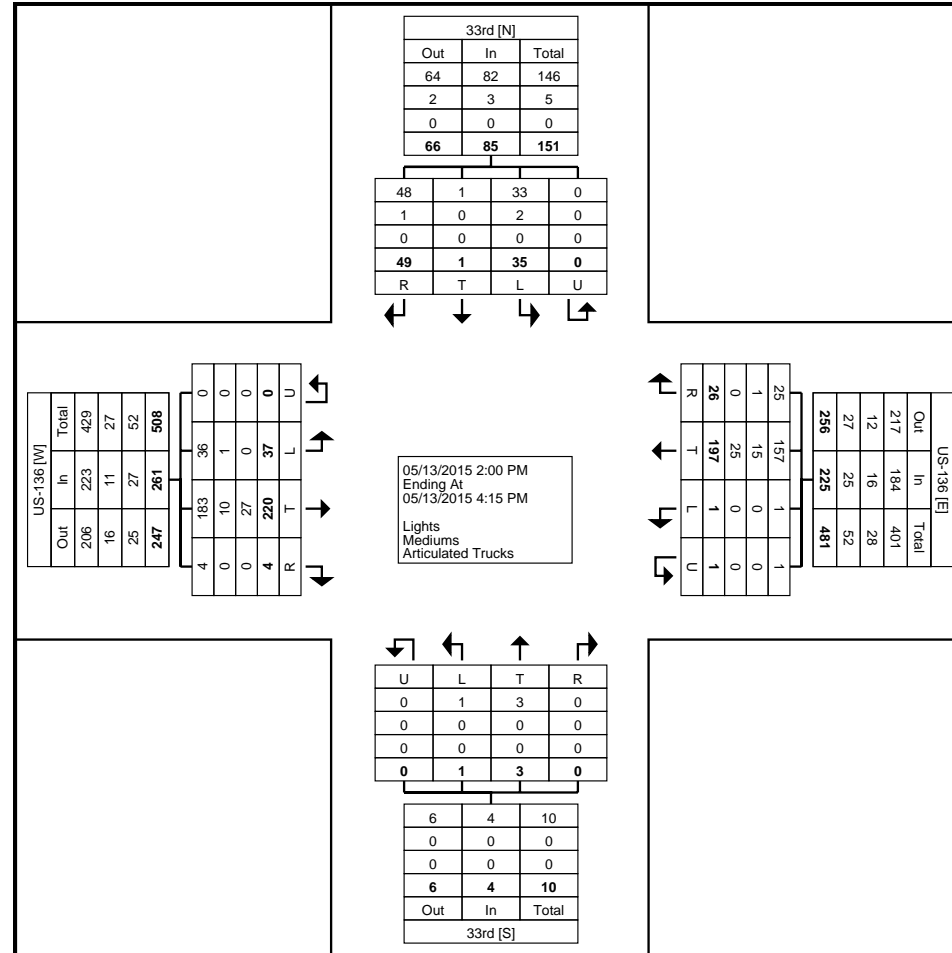 33rd [N]
Out In Total
64 82 146
2 3 5
0 0 0
66 85 151
48 1 33 0
1 0 2 0
0 0 0 0
49 1 35 0
R T L U
US-136 [W]
Total 429 27 52 508
In 223 11 27 261
Out 206 16 25 247
0 0 0 0 U
36 1 0 37 L
183 10 27 220 T
4 0 0 4 R
05/13/2015 2:00 PM
Ending At
05/13/2015 4:15 PM
Lights
Mediums
Articulated Trucks
R 26 0 1 25
T 197 25 15 157
L 1 0 0 1
U 1 0 0 1
256 27 12 217 Out
225 25 16 184 In
481 52 28 401 Total
US-136 [E]
U L T R
0 1 3 0
0 0 0 0
0 0 0 0
0 1 3 0
6 4 10
0 0 0
0 0 0
6 4 10
Out In Total
33rd [S]